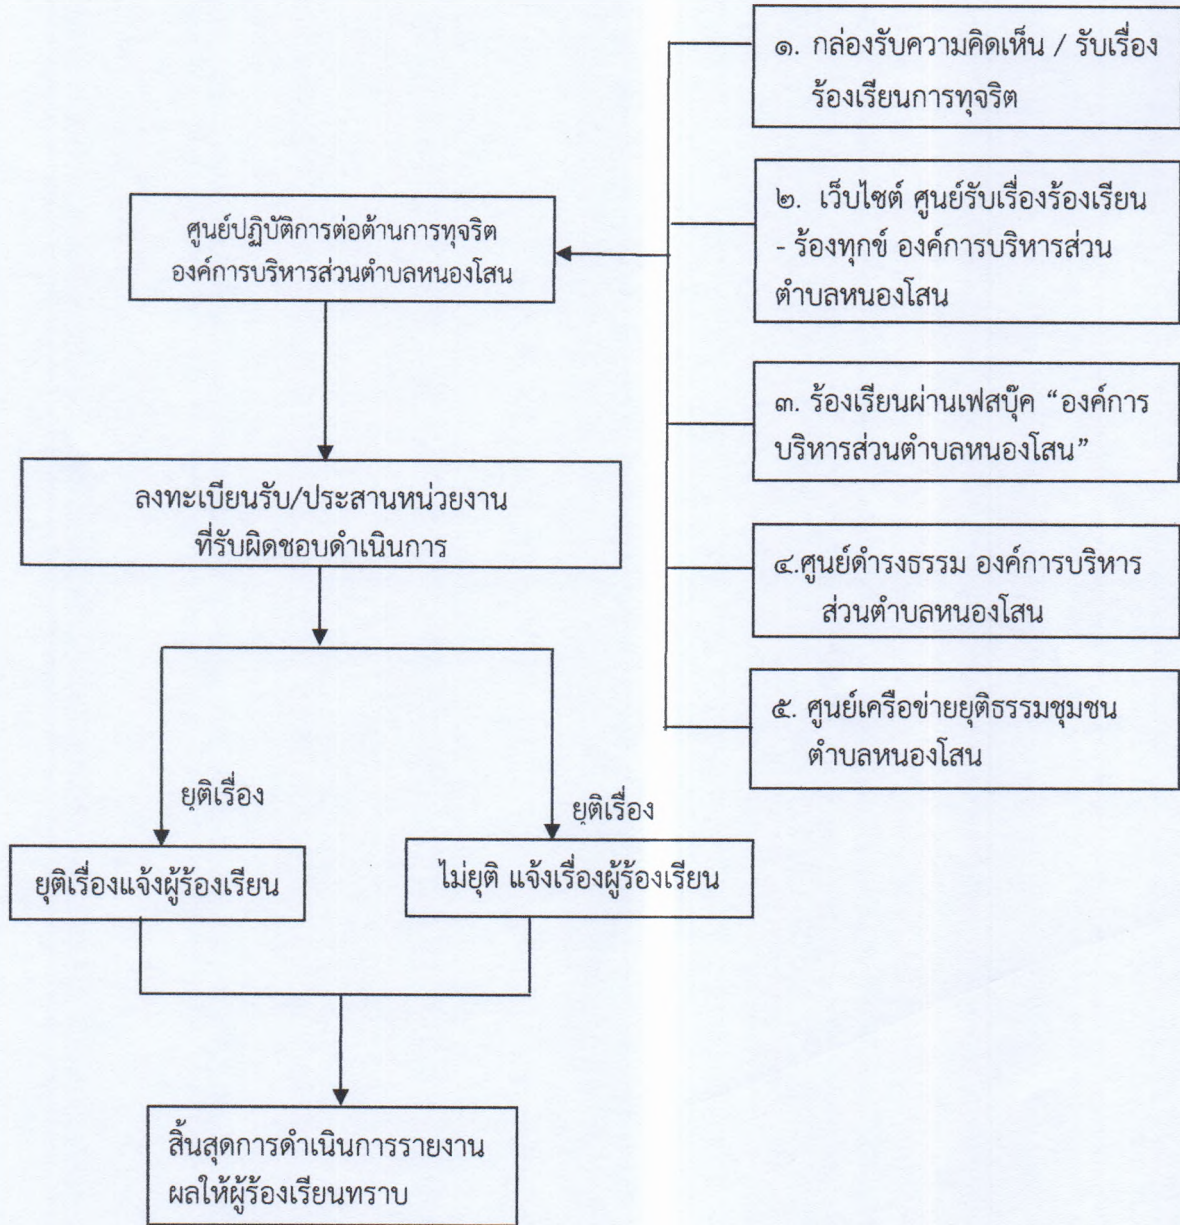 ๑. กล่องรับความคิดเห็น / รับเรื่อง
ร้องเรียนการทุจริต
๒. เว็บไซต์ ศูนย์รับเรื่องร้องเรียน
- ร้องทุกข์ องค์การบริหารส่วน
ตำบลหนองโสน
๓. ร้องเรียนผ่านเฟสบุ๊ค “องค์การ
บริหารส่วนตำบลหนองโสน”
๔.ศูนย์ดำรงธรรม องค์การบริหาร
ส่วนตำบลหนองโสน
๕. ศูนย์เครือข่ายยุติธรรมชุมชน
ตำบลหนองโสน
ศูนย์ปฏิบัติการต่อต้านการทุจริต
องค์การบริหารส่วนตำบลหนองโสน
ลงทะเบียนรับ/ประสานหน่วยงาน
ที่รับผิดชอบดำเนินการ
ยุติเรื่อง
ยุติเรื่อง
ยุติเรื่องแจ้งผู้ร้องเรียน
ไม่ยุติ แจ้งเรื่องผู้ร้องเรียน
สิ้นสุดการดำเนินการรายงาน
ผลให้ผู้ร้องเรียนทราบ